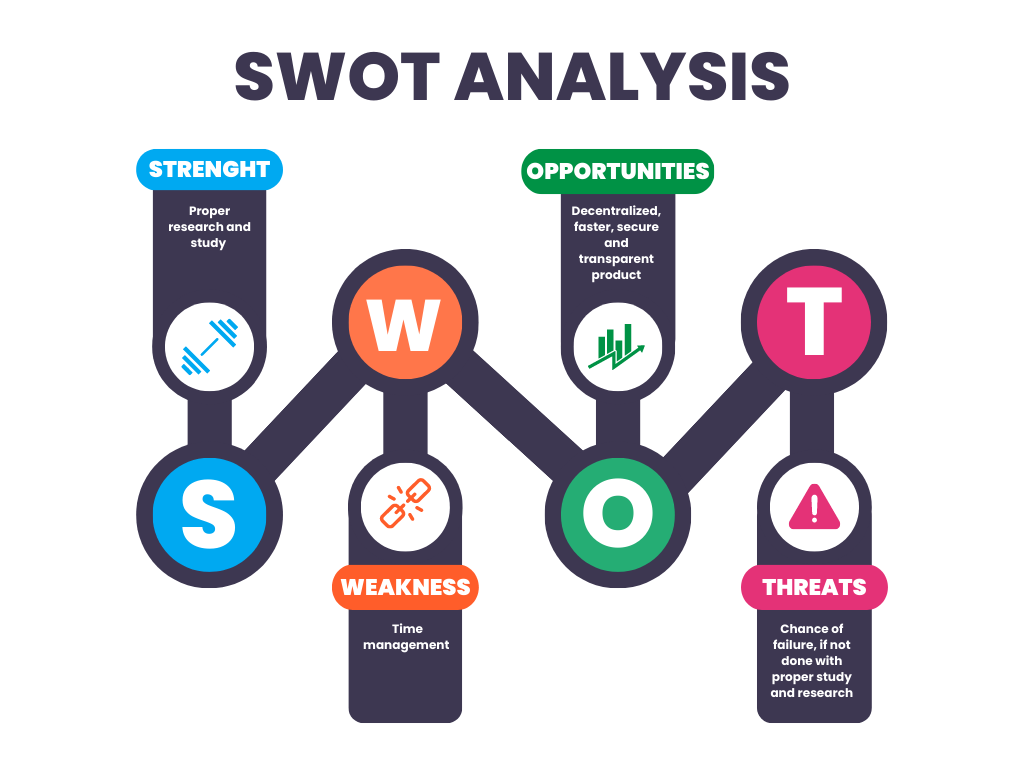 SWOT ANALYSIS
STRENGHT
Proper
research and
study
S
W
WEAKNESS
Time
management
OPPORTUNITIES
Decentralized,
faster, secure
and
transparent
product
O
T
THREATS
Chance of
failure, if not
done with
proper study
and research